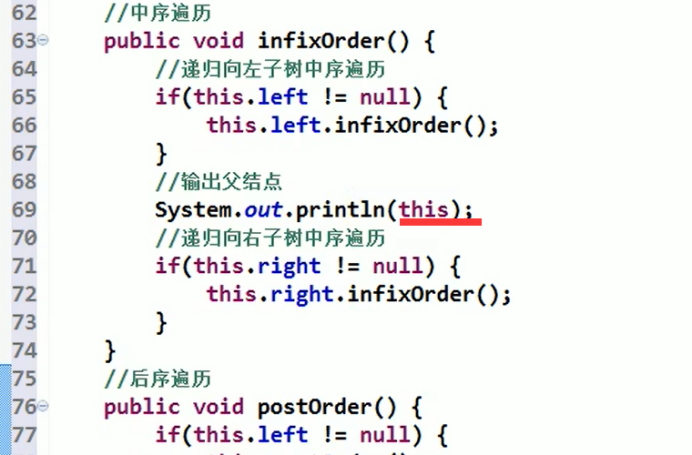 62 //中序遍历
63 public void infixOrder() {
64 //递归向左子树中序遍历
65 if(this.left != null) {
66 this.left.infixOrder();
67 }
68 //输出父结点
69 System.out.println(this);
70 //递归向右子树中序遍历
71 if(this.right != null) {
72 this.right.infixOrder();
73 }
74 }
75 //后序遍历
76 public void postOrder() {
77 if(this.left != null) {